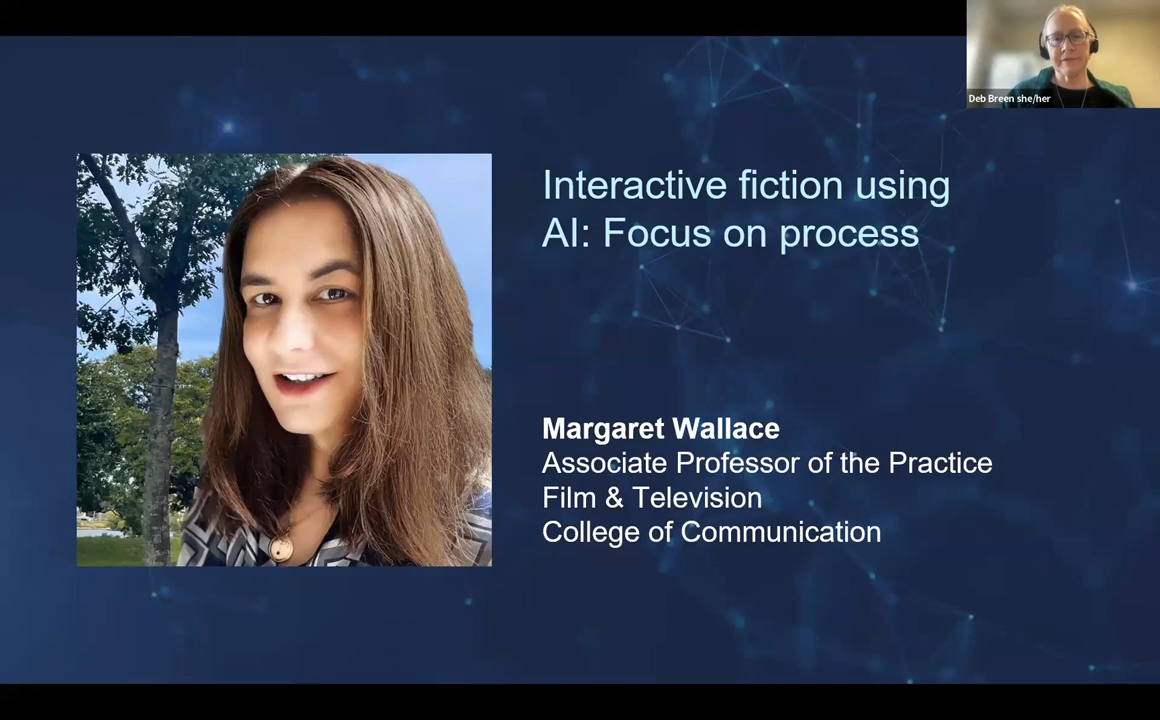 Deb Breen she/her
Interactive fiction using
AI: Focus on process
Margaret Wallace
Associate Professor of the Practice
Film & Television
College of Communication